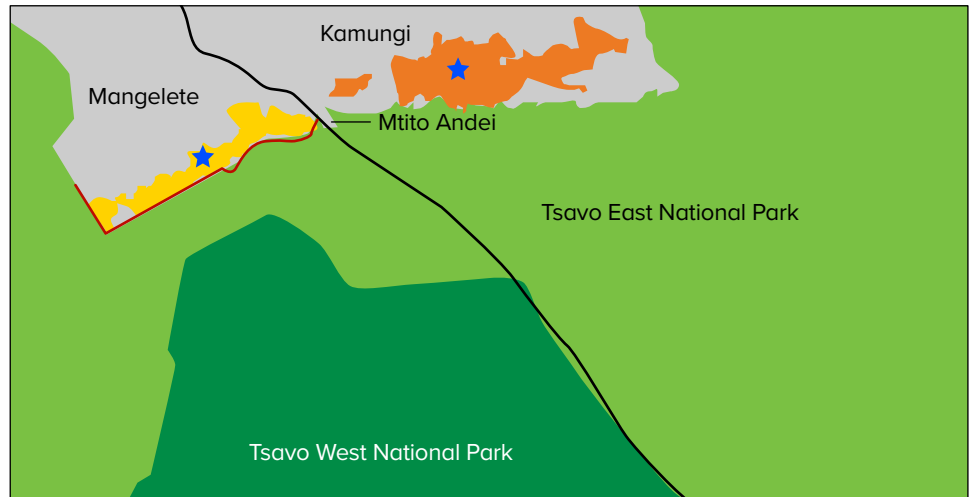 Kamungi
Mangelete
Mtito Andei
Tsavo East National Park
Tsavo West National Park